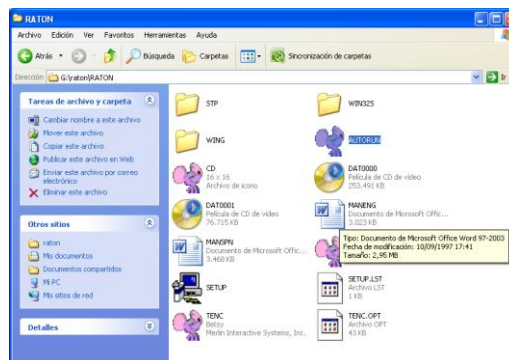 RATON
Archivo Edición Ver Favoritos Herramientas Ayuda
Atrás Búsqueda Carpetas Sincronización de carpetas
Dirección G:\raton\RATON Ir
Tareas de archivo y carpeta
Cambiar nombre a este archivo
Mover este archivo
Copiar este archivo
Publicar este archivo en Web
Enviar este archivo por correo
electrónico
Eliminar este archivo
Otros sitios
raton
Mis documentos
Documentos compartidos
Mi PC
Mis sitios de red
Detalles
STP
WIN32S
WING
AUTORUN
CD
16 x 16
Archivo de icono
DAT0000
Película de CD de vídeo
253.491 KB
DAT0001
Película de CD de vídeo
76.715 KB
MANENG
Documento de Microsoft Offic...
3.023 KB
MANSPN
Documento de Microsoft Offic...
3.460 KB
Tipo: Documento de Microsoft Office Word 97-2003
Fecha de modificación: 10/09/1997 17:41
Tamaño: 2,95 MB
SETUP
SETUP.LST
Archivo LST
1 KB
TENC
Betsy
Merlin Interactive Systems, Inc.
TENC.OPT
Archivo OPT
43 KB